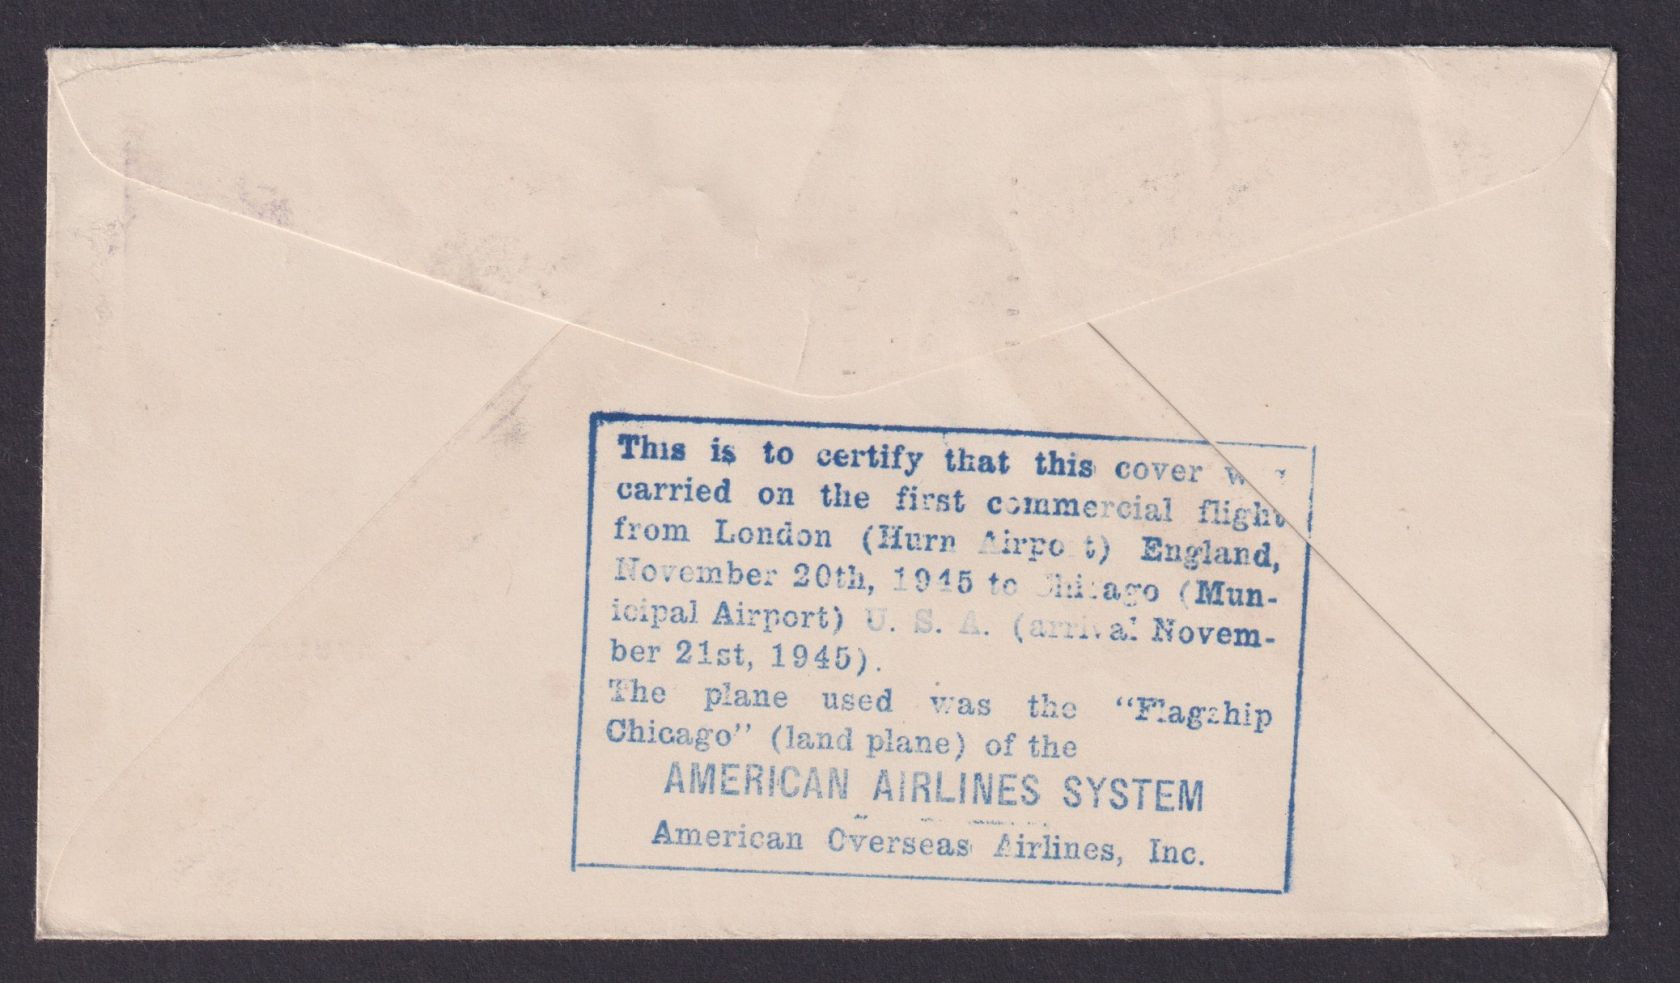 This is to certify that this cover was
carried on the first commercial flight
from London (Hurn Airport) England,
November 20th, 1945 to Chicago (Mun-
icipal Airport) U. S. A. (arrival Novem-
ber 21st, 1945).
The plane used was the "Flagship
Chicago" (land plane) of the
AMERICAN AIRLINES SYSTEM
American Overseas Airlines, Inc.